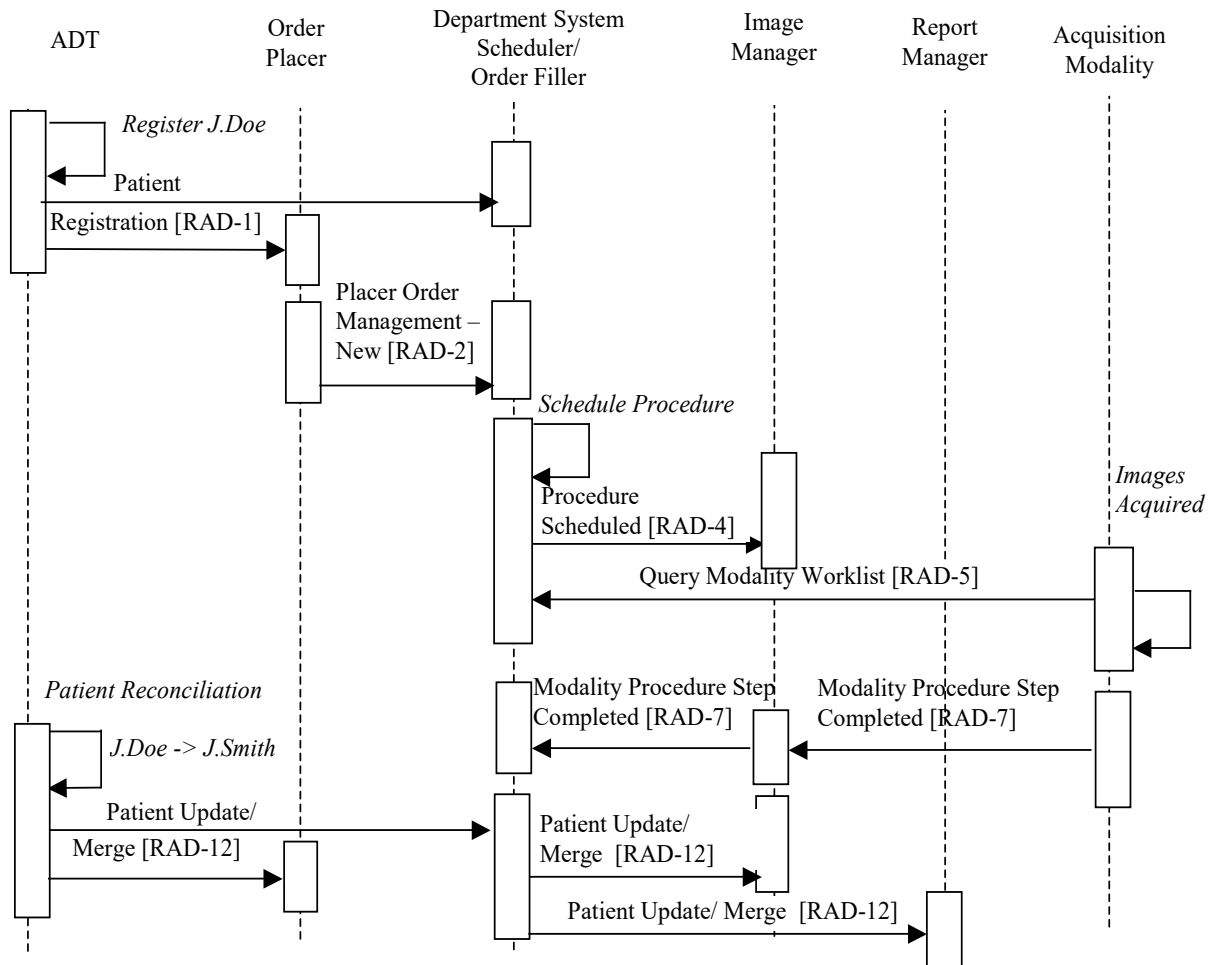 ADT
Order
Placer
Department System
Scheduler/
Order Filler
Image
Manager
Report
Manager
Acquisition
Modality
Register J.Doe
Patient
Registration [RAD-1]
Placer Order
Management –
New [RAD-2]
Schedule Procedure
Procedure
Scheduled [RAD-4]
Images
Acquired
Query Modality Worklist [RAD-5]
Modality Procedure Step
Completed [RAD-7]
Modality Procedure Step
Completed [RAD-7]
Patient Reconciliation
J.Doe -> J.Smith
Patient Update/
Merge [RAD-12]
Patient Update/
Merge  [RAD-12]
Patient Update/ Merge  [RAD-12]